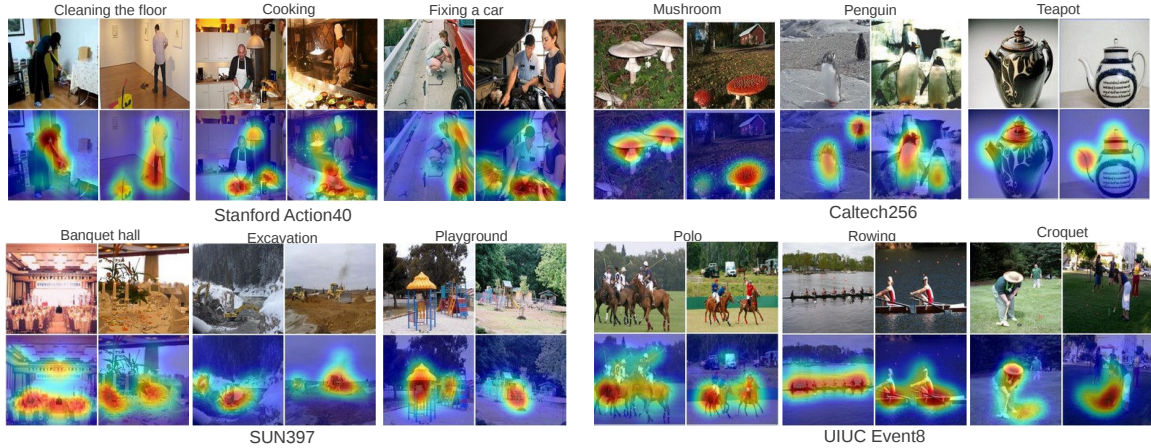 Cleaning the floor Cooking Fixing a car
Stanford Action40
Mushroom Penguin Teapot
Caltech256
Banquet hall Excavation Playground
SUN397
Polo Rowing Croquet
UIUC Event8